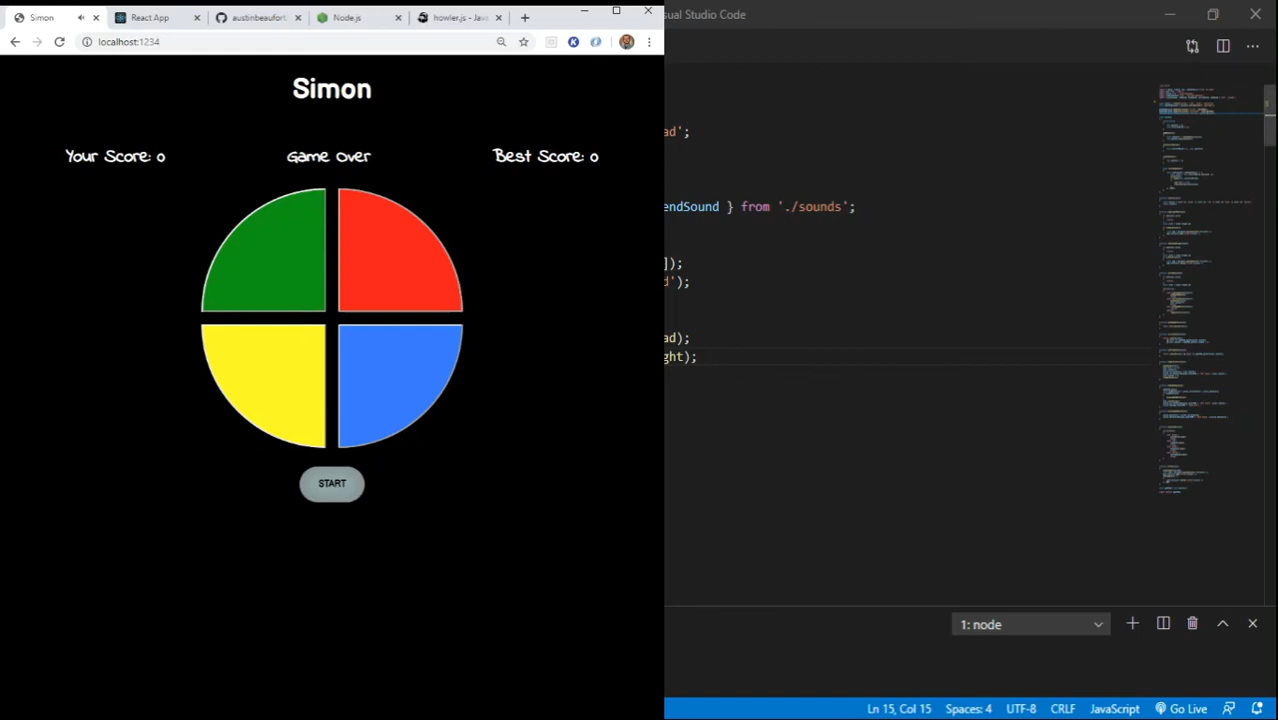 Simon
React App
austinbeaufort
Node.js
howler.js - Java
localhost:1234
Simon
Your Score: 0
Game Over
Best Score: 0
START
sual Studio Code
ad';
endSound } from './sounds';
]);
d');
ad);
ght);
1: node
Ln 15, Col 15
Spaces: 4
UTF-8
CRLF
JavaScript
Go Live